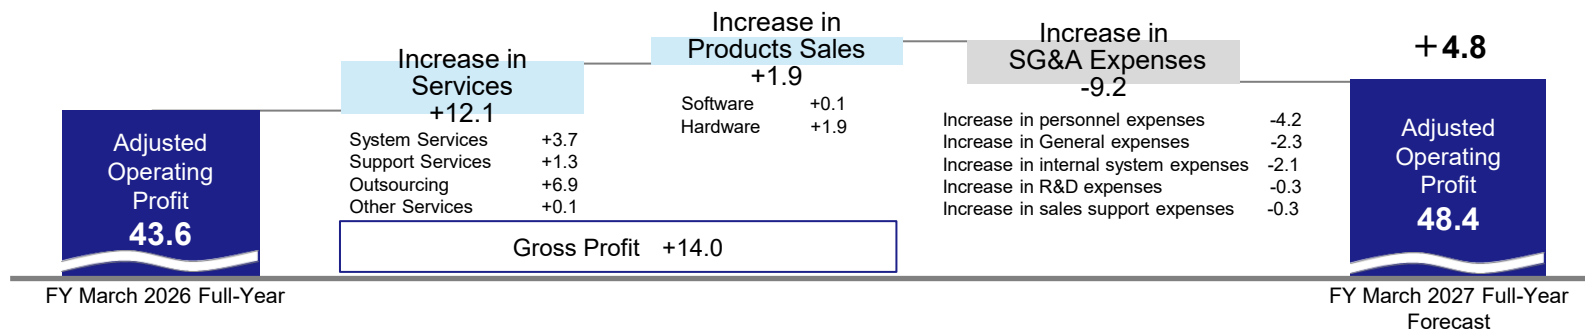 Adjusted
Operating
Profit
43.6
FY March 2026 Full-Year
Increase in
Services
+12.1
System Services +3.7
Support Services +1.3
Outsourcing +6.9
Other Services +0.1
Increase in
Products Sales
+1.9
Software +0.1
Hardware +1.9
Gross Profit +14.0
Increase in
SG&A Expenses
-9.2
Increase in personnel expenses -4.2
Increase in General expenses -2.3
Increase in internal system expenses -2.1
Increase in R&D expenses -0.3
Increase in sales support expenses -0.3
+4.8
Adjusted
Operating
Profit
48.4
FY March 2027 Full-Year
Forecast